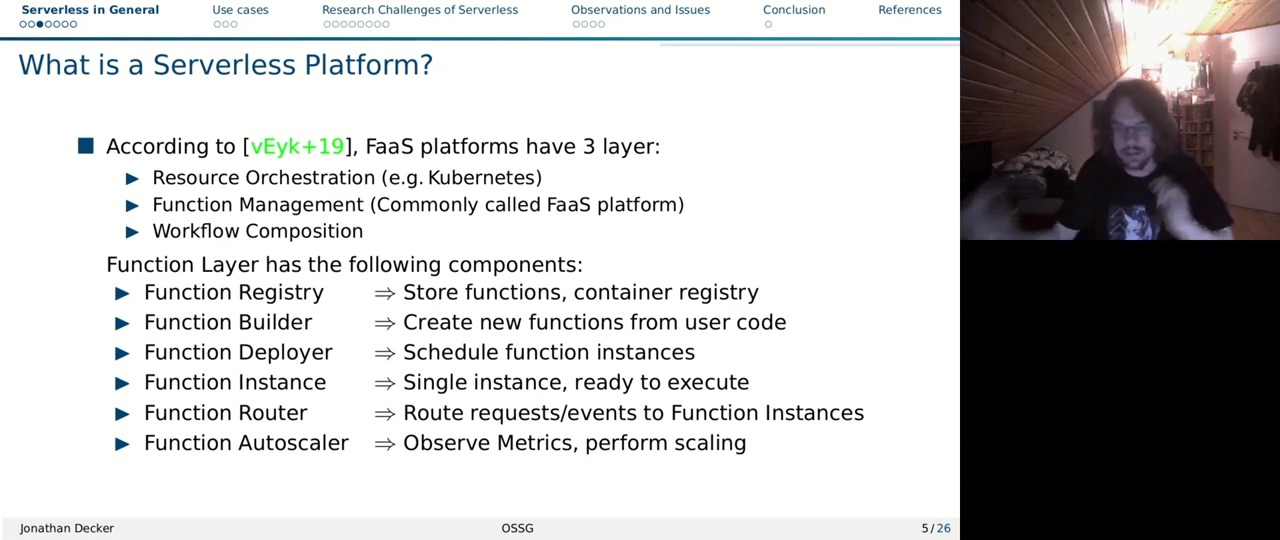 Serverless in General Use cases Research Challenges of Serverless Observations and Issues Conclusion References
What is a Serverless Platform?
According to [vEyk+19], FaaS platforms have 3 layer:
Resource Orchestration (e.g. Kubernetes)
Function Management (Commonly called FaaS platform)
Workflow Composition
Function Layer has the following components:
Function Registry ⇒ Store functions, container registry
Function Builder ⇒ Create new functions from user code
Function Deployer ⇒ Schedule function instances
Function Instance ⇒ Single instance, ready to execute
Function Router ⇒ Route requests/events to Function Instances
Function Autoscaler ⇒ Observe Metrics, perform scaling
Jonathan Decker OSSG 5 / 26